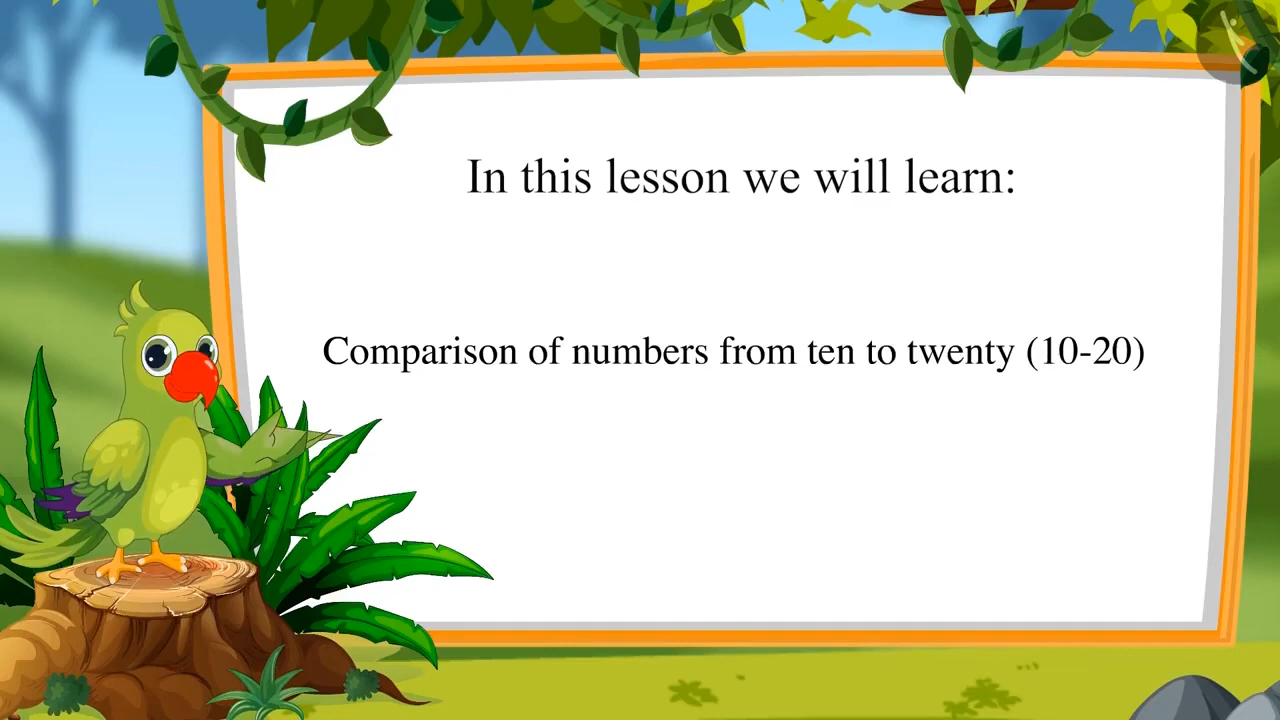 In this lesson we will learn:
Comparison of numbers from ten to twenty (10-20)